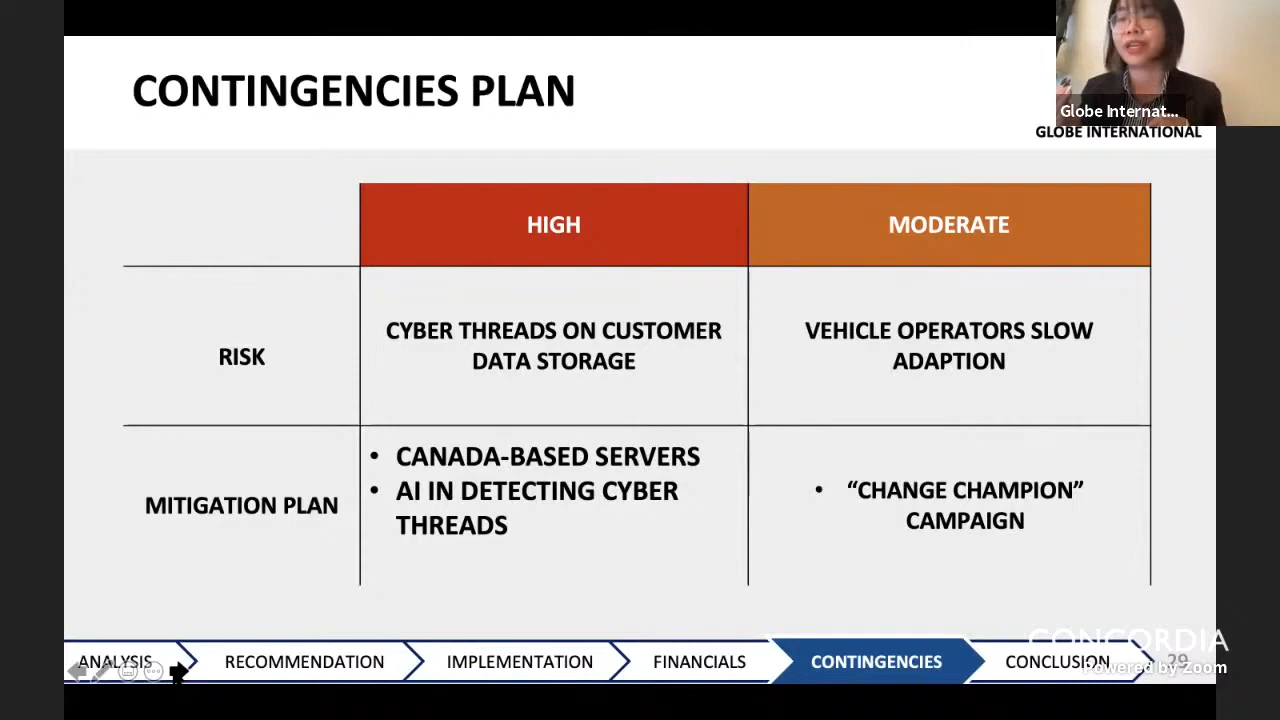 CONTINGENCIES PLAN
Globe Internat...
GLOBE INTERNATIONAL
HIGH
MODERATE
RISK
CYBER THREADS ON CUSTOMER
DATA STORAGE
VEHICLE OPERATORS SLOW
ADAPTION
MITIGATION PLAN
• CANADA-BASED SERVERS
• AI IN DETECTING CYBER
THREADS
• “CHANGE CHAMPION”
CAMPAIGN
ANALYSIS
RECOMMENDATION
IMPLEMENTATION
FINANCIALS
CONTINGENCIES
CONCLUSION
29
CONCORDIA
Powered by Zoom